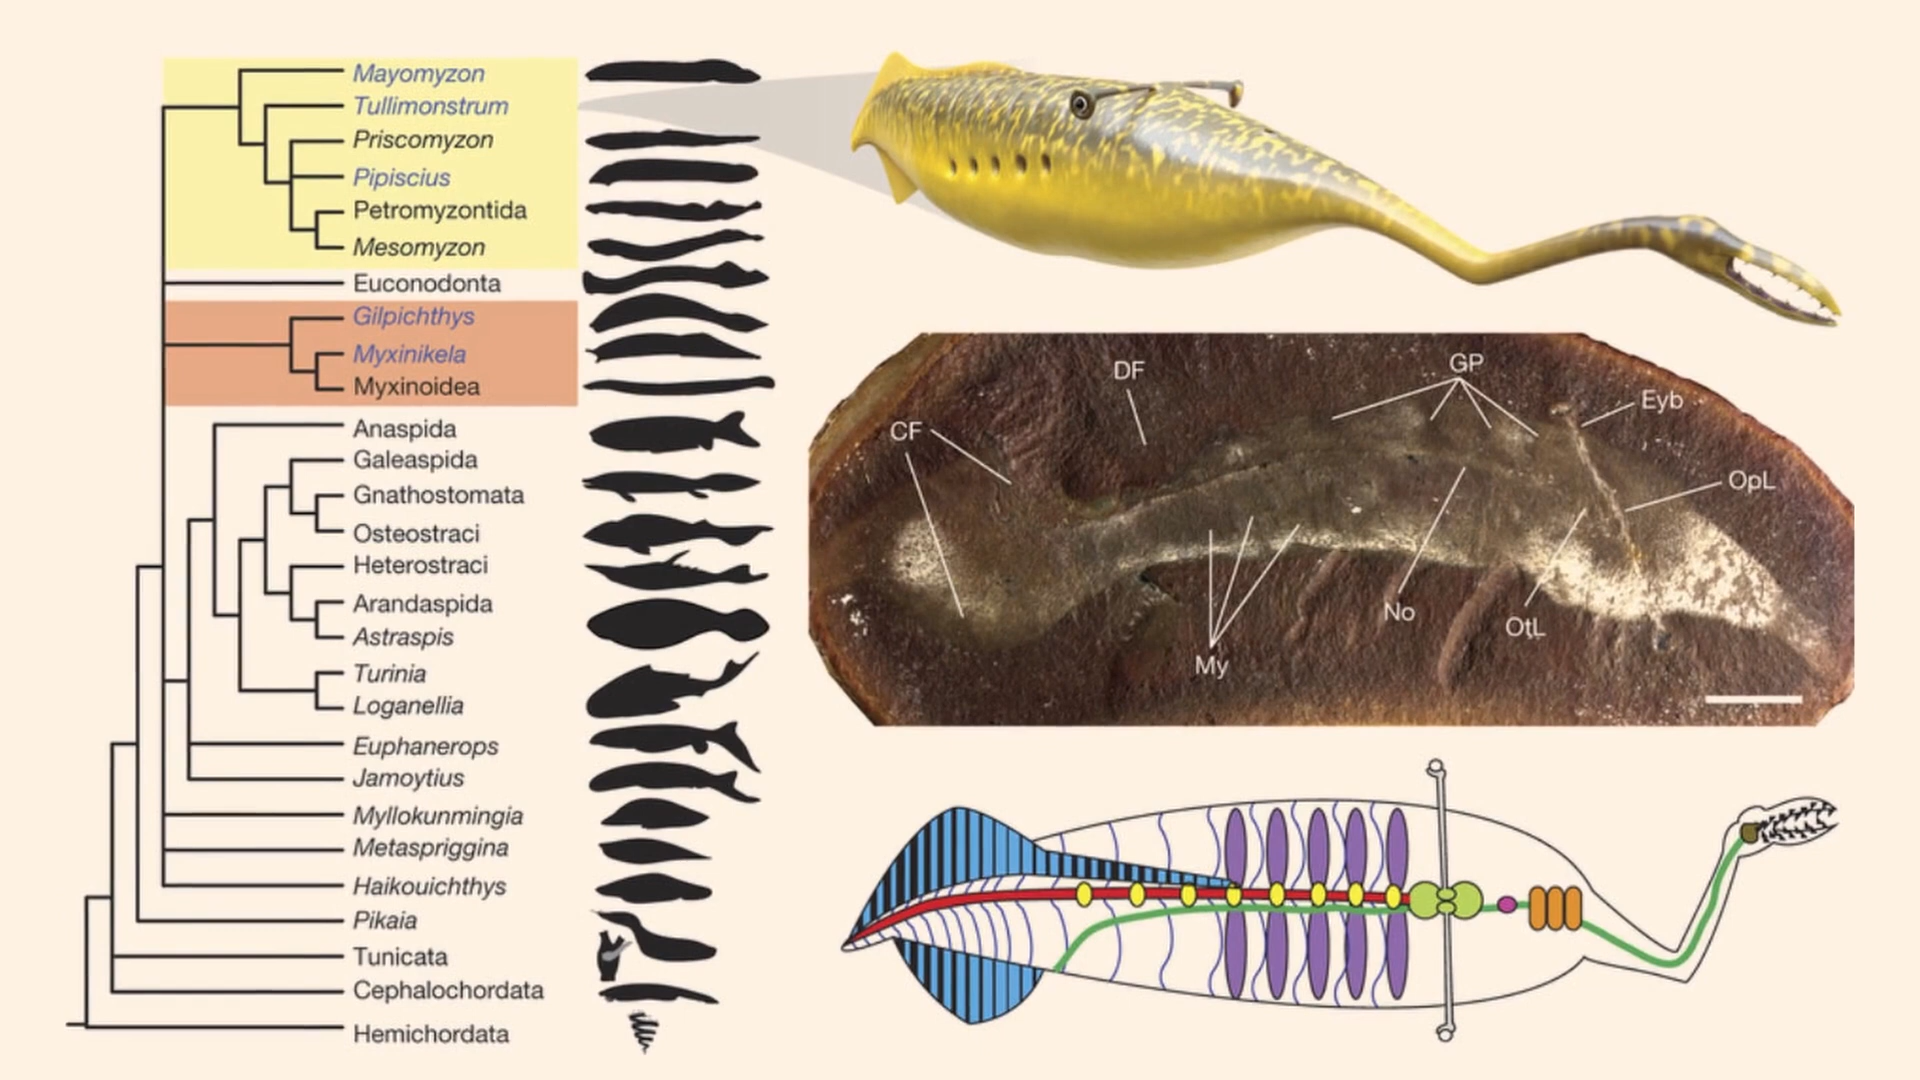 Mayomyzon
Tullimonstrum
Priscomyzon
Pipiscius
Petromyzontida
Mesomyzon
Euconodonta
Gilpichthys
Myxinikela
Myxinoidea
Anaspida
Galeaspida
Gnathostomata
Osteostraci
Heterostraci
Arandaspida
Astraspis
Turinia
Loganellia
Euphanerops
Jamoytius
Myllokunmingia
Metaspriggina
Haikouichthys
Pikaia
Tunicata
Cephalochordata
Hemichordata
DF
GP
Eyb
CF
OpL
No
OtL
My